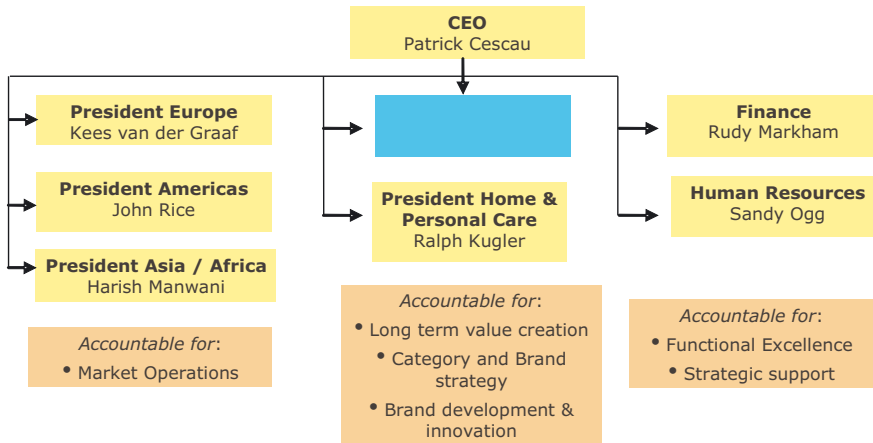 CEO
Patrick Cescau
President Europe
Kees van der Graaf
President Americas
John Rice
President Asia / Africa
Harish Manwani
Accountable for:
• Market Operations
President Home &
Personal Care
Ralph Kugler
Accountable for:
• Long term value creation
• Category and Brand
strategy
• Brand development &
innovation
Finance
Rudy Markham
Human Resources
Sandy Ogg
Accountable for:
• Functional Excellence
• Strategic support